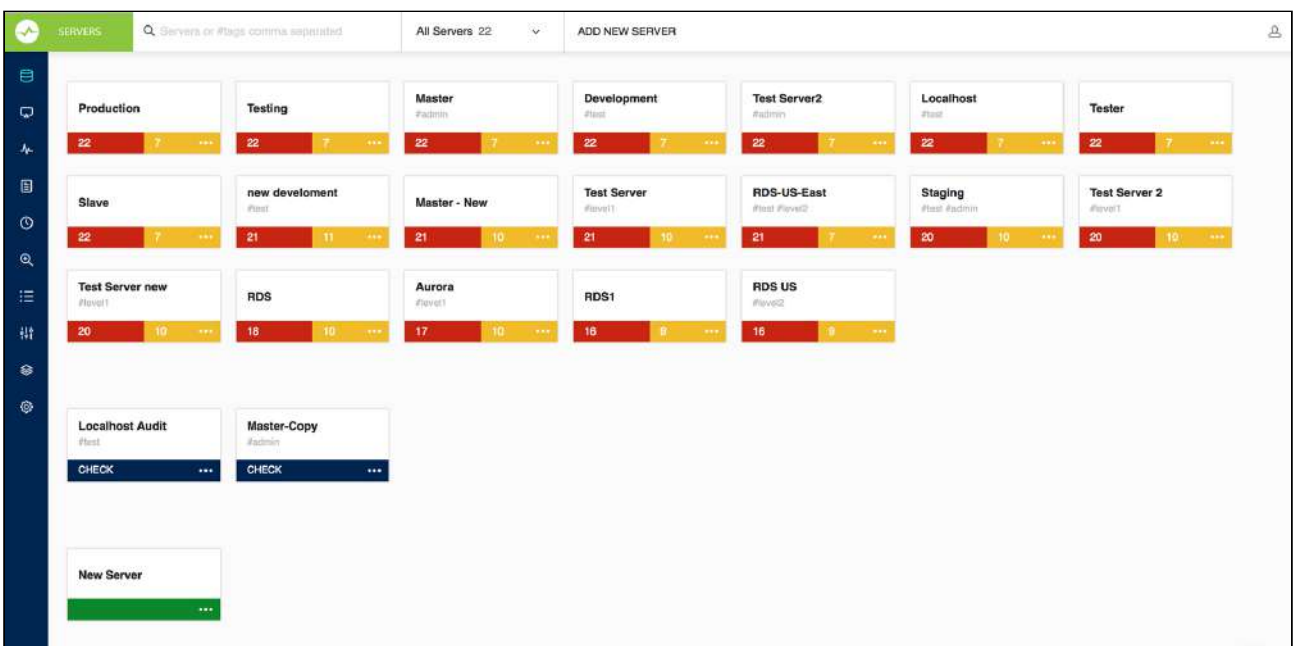 SERVERS Servers or #tags comma separated All Servers 22 ADD NEW SERVER
Production Testing Master Development Test Server2 Localhost Tester
#admin #test #admin #test
22 7 22 7 22 7 22 7 22 7 22 7 22 7
Slave new develoment Master - New Test Server RDS-US-East Staging Test Server 2
#test #level1 #test #level2 #test #admin #level1
22 7 21 11 21 10 21 10 21 7 20 10 20 10
Test Server new RDS Aurora RDS1 RDS US
#level1 #level1 #level2
20 10 18 10 17 10 16 9 16 9
Localhost Audit Master-Copy
#test #admin
CHECK CHECK
New Server